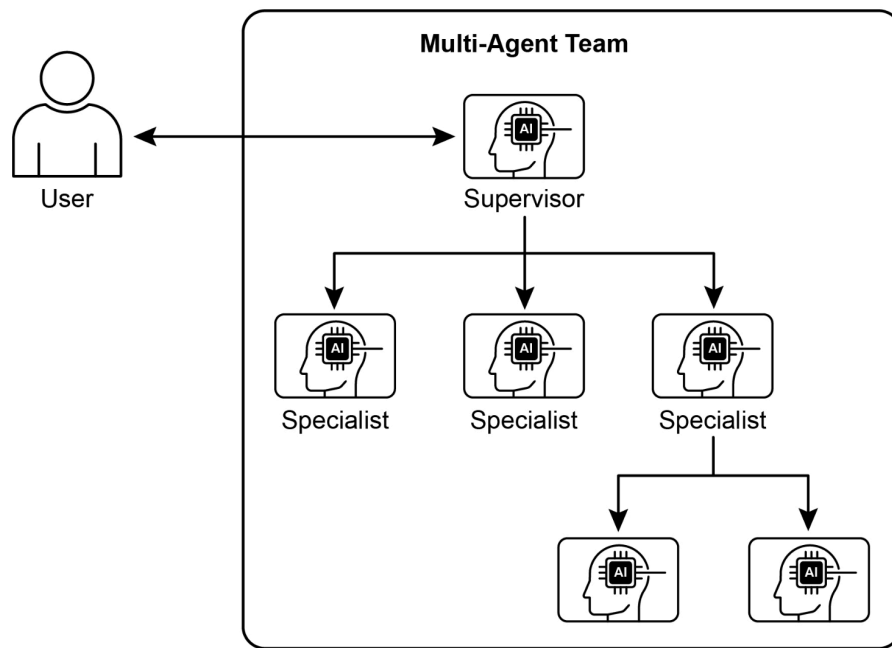 Multi-Agent Team
AI
User
Supervisor
AI
AI
AI
Specialist
Specialist
Specialist
AI
AI